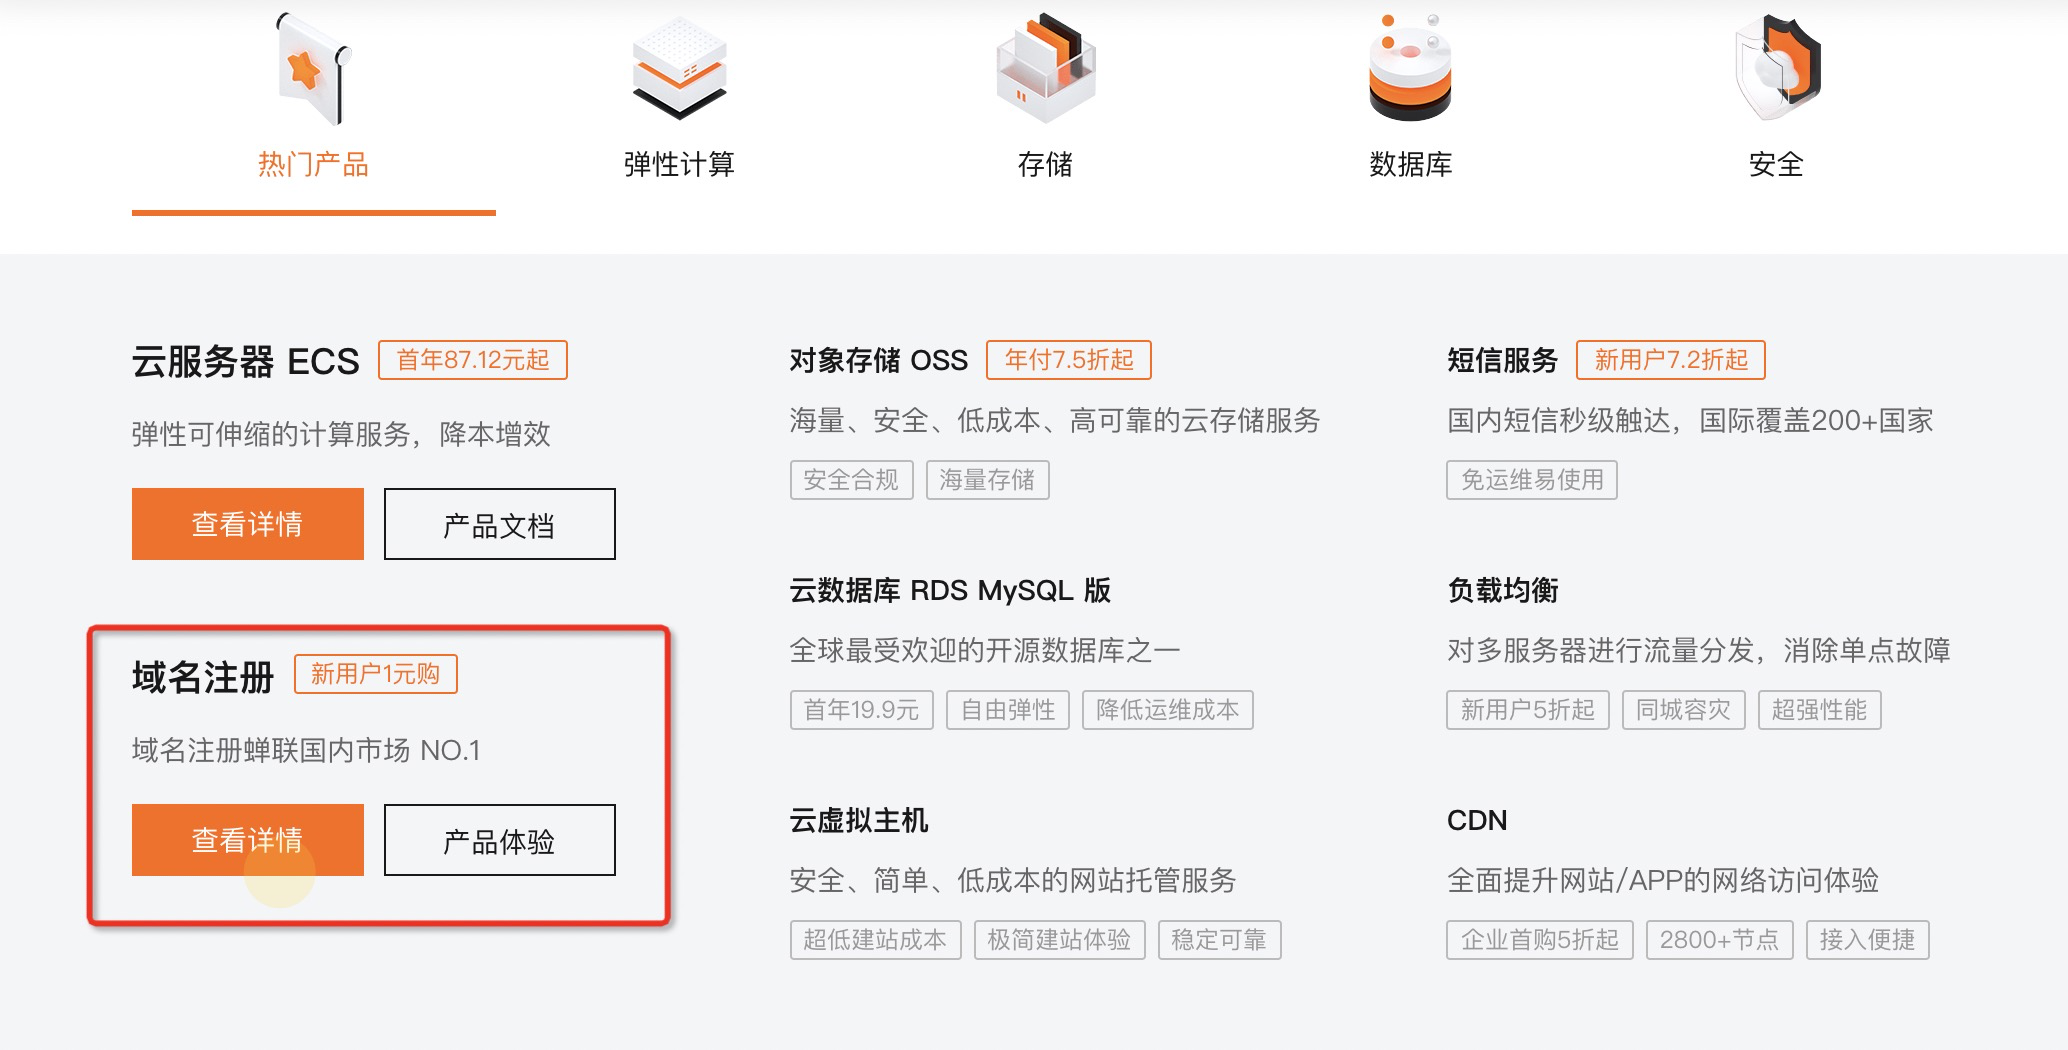 热门产品
弹性计算
存储
数据库
安全
云服务器 ECS 首年87.12元起
弹性可伸缩的计算服务，降本增效
查看详情 产品文档
域名注册 新用户1元购
域名注册蝉联国内市场 NO.1
查看详情 产品体验
对象存储 OSS 年付7.5折起
海量、安全、低成本、高可靠的云存储服务
安全合规 海量存储
云数据库 RDS MySQL 版
全球最受欢迎的开源数据库之一
首年19.9元 自由弹性 降低运维成本
云虚拟主机
安全、简单、低成本的网站托管服务
超低建站成本 极简建站体验 稳定可靠
短信服务 新用户7.2折起
国内短信秒级触达，国际覆盖200+国家
免运维易使用
负载均衡
对多服务器进行流量分发，消除单点故障
新用户5折起 同城容灾 超强性能
CDN
全面提升网站/APP的网络访问体验
企业首购5折起 2800+节点 接入便捷